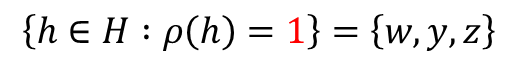 {h ∈ H : ρ(h) = 1} = {w, y, z}